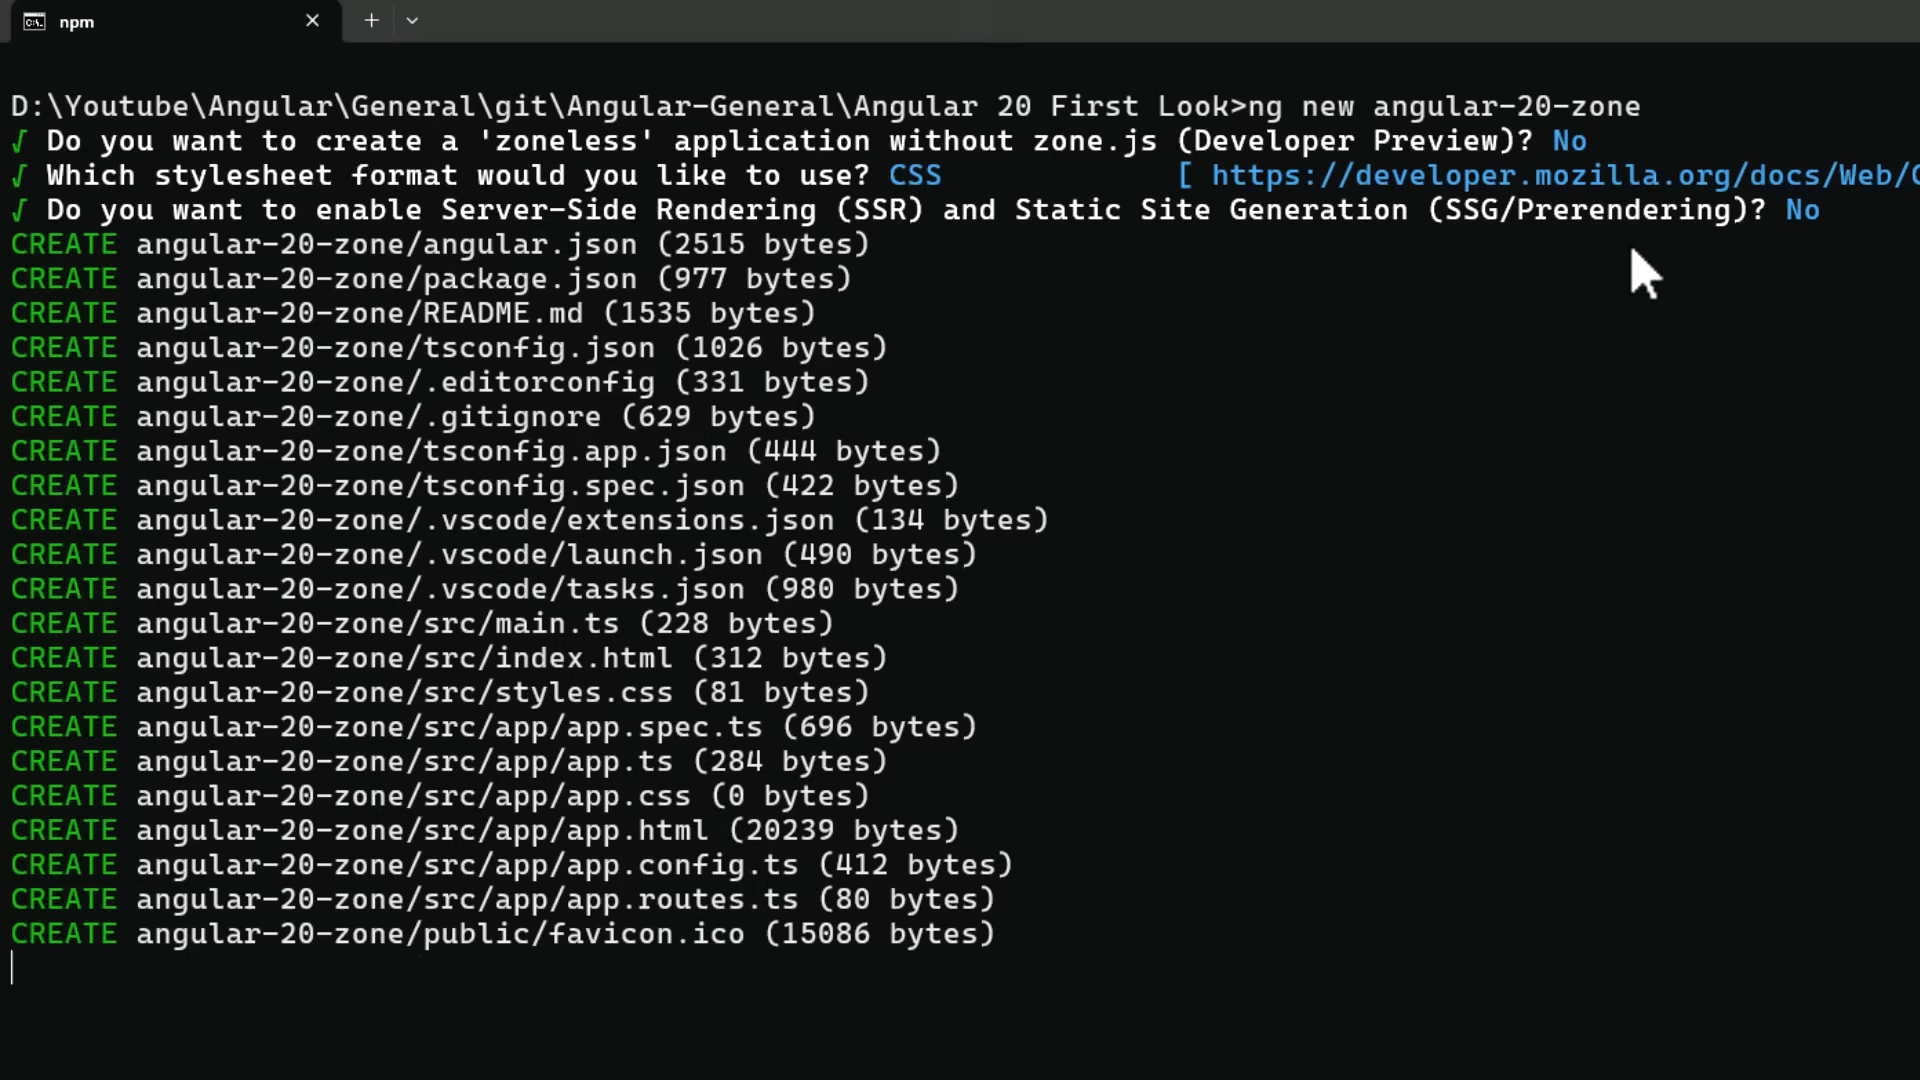 npm
D:\Youtube\Angular\General\git\Angular-General\Angular 20 First Look>ng new angular-20-zone
√ Do you want to create a 'zoneless' application without zone.js (Developer Preview)? No
√ Which stylesheet format would you like to use? CSS [ https://developer.mozilla.org/docs/Web/
√ Do you want to enable Server-Side Rendering (SSR) and Static Site Generation (SSG/Prerendering)? No
CREATE angular-20-zone/angular.json (2515 bytes)
CREATE angular-20-zone/package.json (977 bytes)
CREATE angular-20-zone/README.md (1535 bytes)
CREATE angular-20-zone/tsconfig.json (1026 bytes)
CREATE angular-20-zone/.editorconfig (331 bytes)
CREATE angular-20-zone/.gitignore (629 bytes)
CREATE angular-20-zone/tsconfig.app.json (444 bytes)
CREATE angular-20-zone/tsconfig.spec.json (422 bytes)
CREATE angular-20-zone/.vscode/extensions.json (134 bytes)
CREATE angular-20-zone/.vscode/launch.json (490 bytes)
CREATE angular-20-zone/.vscode/tasks.json (980 bytes)
CREATE angular-20-zone/src/main.ts (228 bytes)
CREATE angular-20-zone/src/index.html (312 bytes)
CREATE angular-20-zone/src/styles.css (81 bytes)
CREATE angular-20-zone/src/app/app.spec.ts (696 bytes)
CREATE angular-20-zone/src/app/app.ts (284 bytes)
CREATE angular-20-zone/src/app/app.css (0 bytes)
CREATE angular-20-zone/src/app/app.html (20239 bytes)
CREATE angular-20-zone/src/app/app.config.ts (412 bytes)
CREATE angular-20-zone/src/app/app.routes.ts (80 bytes)
CREATE angular-20-zone/public/favicon.ico (15086 bytes)